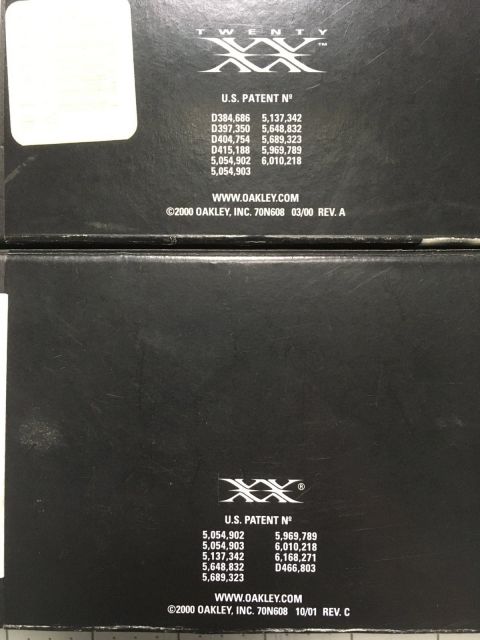 TWENTY
XX™
U.S. PATENT Nº
D384,686 5,137,342
D397,350 5,648,832
D404,754 5,689,323
D415,188 5,969,789
5,054,902 6,010,218
5,054,903
WWW.OAKLEY.COM
©2000 OAKLEY, INC. 70N608 03/00 REV. A
XX®
U.S. PATENT Nº
5,054,902 5,969,789
5,054,903 6,010,218
5,137,342 6,168,271
5,648,832 D466,803
5,689,323
WWW.OAKLEY.COM
©2000 OAKLEY, INC. 70N608 10/01 REV. C